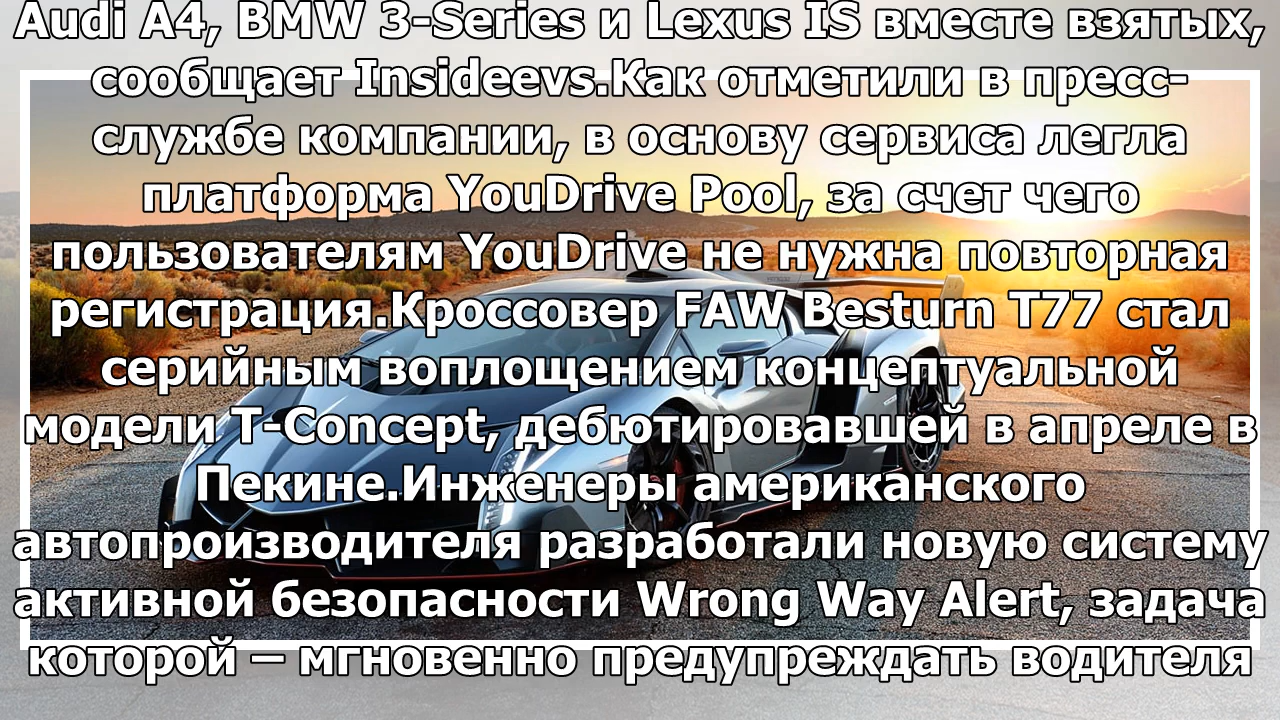 Audi A4, BMW 3-Series и Lexus IS вместе взятых,
сообщает Insideevs.Как отметили в пресс-
службе компании, в основу сервиса легла
платформа YouDrive Pool, за счет чего
пользователям YouDrive не нужна повторная
регистрация.Кроссовер FAW Besturn T77 стал
серийным воплощением концептуальной
модели T-Concept, дебютировавшей в апреле в
Пекине.Инженеры американского
автопроизводителя разработали новую систему
активной безопасности Wrong Way Alert, задача
которой – мгновенно предупреждать водителя